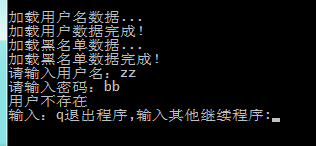 加载用户名数据...
加载用户数据完成！
加载黑名单数据...
加载黑名单数据完成！
请输入用户名：zz
请输入密码：bb
用户不存在
输入：q退出程序,输入其他继续程序: